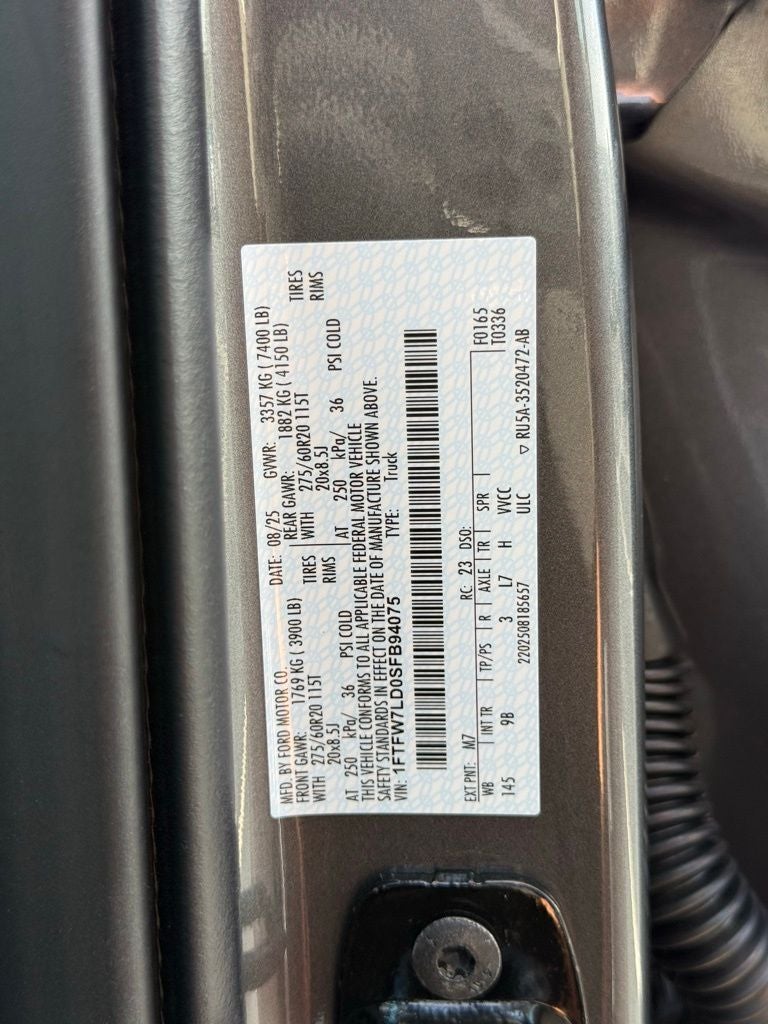 MFD. BY FORD MOTOR CO.
DATE: 08/25 GVWR: 3357 KG ( 7400 LB)
FRONT GAWR: 1769 KG ( 3900 LB) REAR GAWR: 1882 KG ( 4150 LB)
WITH 275/60R20 115T TIRES WITH 275/60R20 115T TIRES
20x8.5J RIMS 20x8.5J RIMS
AT 250 kPa/ 36 PSI COLD AT 250 kPa/ 36 PSI COLD
THIS VEHICLE CONFORMS TO ALL APPLICABLE FEDERAL MOTOR VEHICLE
SAFETY STANDARDS IN EFFECT ON THE DATE OF MANUFACTURE SHOWN ABOVE.
VIN: 1FTFW7LD0SFB94075 TYPE: Truck
EXT PNT: M7 RC: 23 DSO: F0165
WB INT TR TP/PS R AXLE TR SPR T0336
145 9B 3 L7 H VVCC
2202508185657 ULC ▽ RU5A-3520472-AB